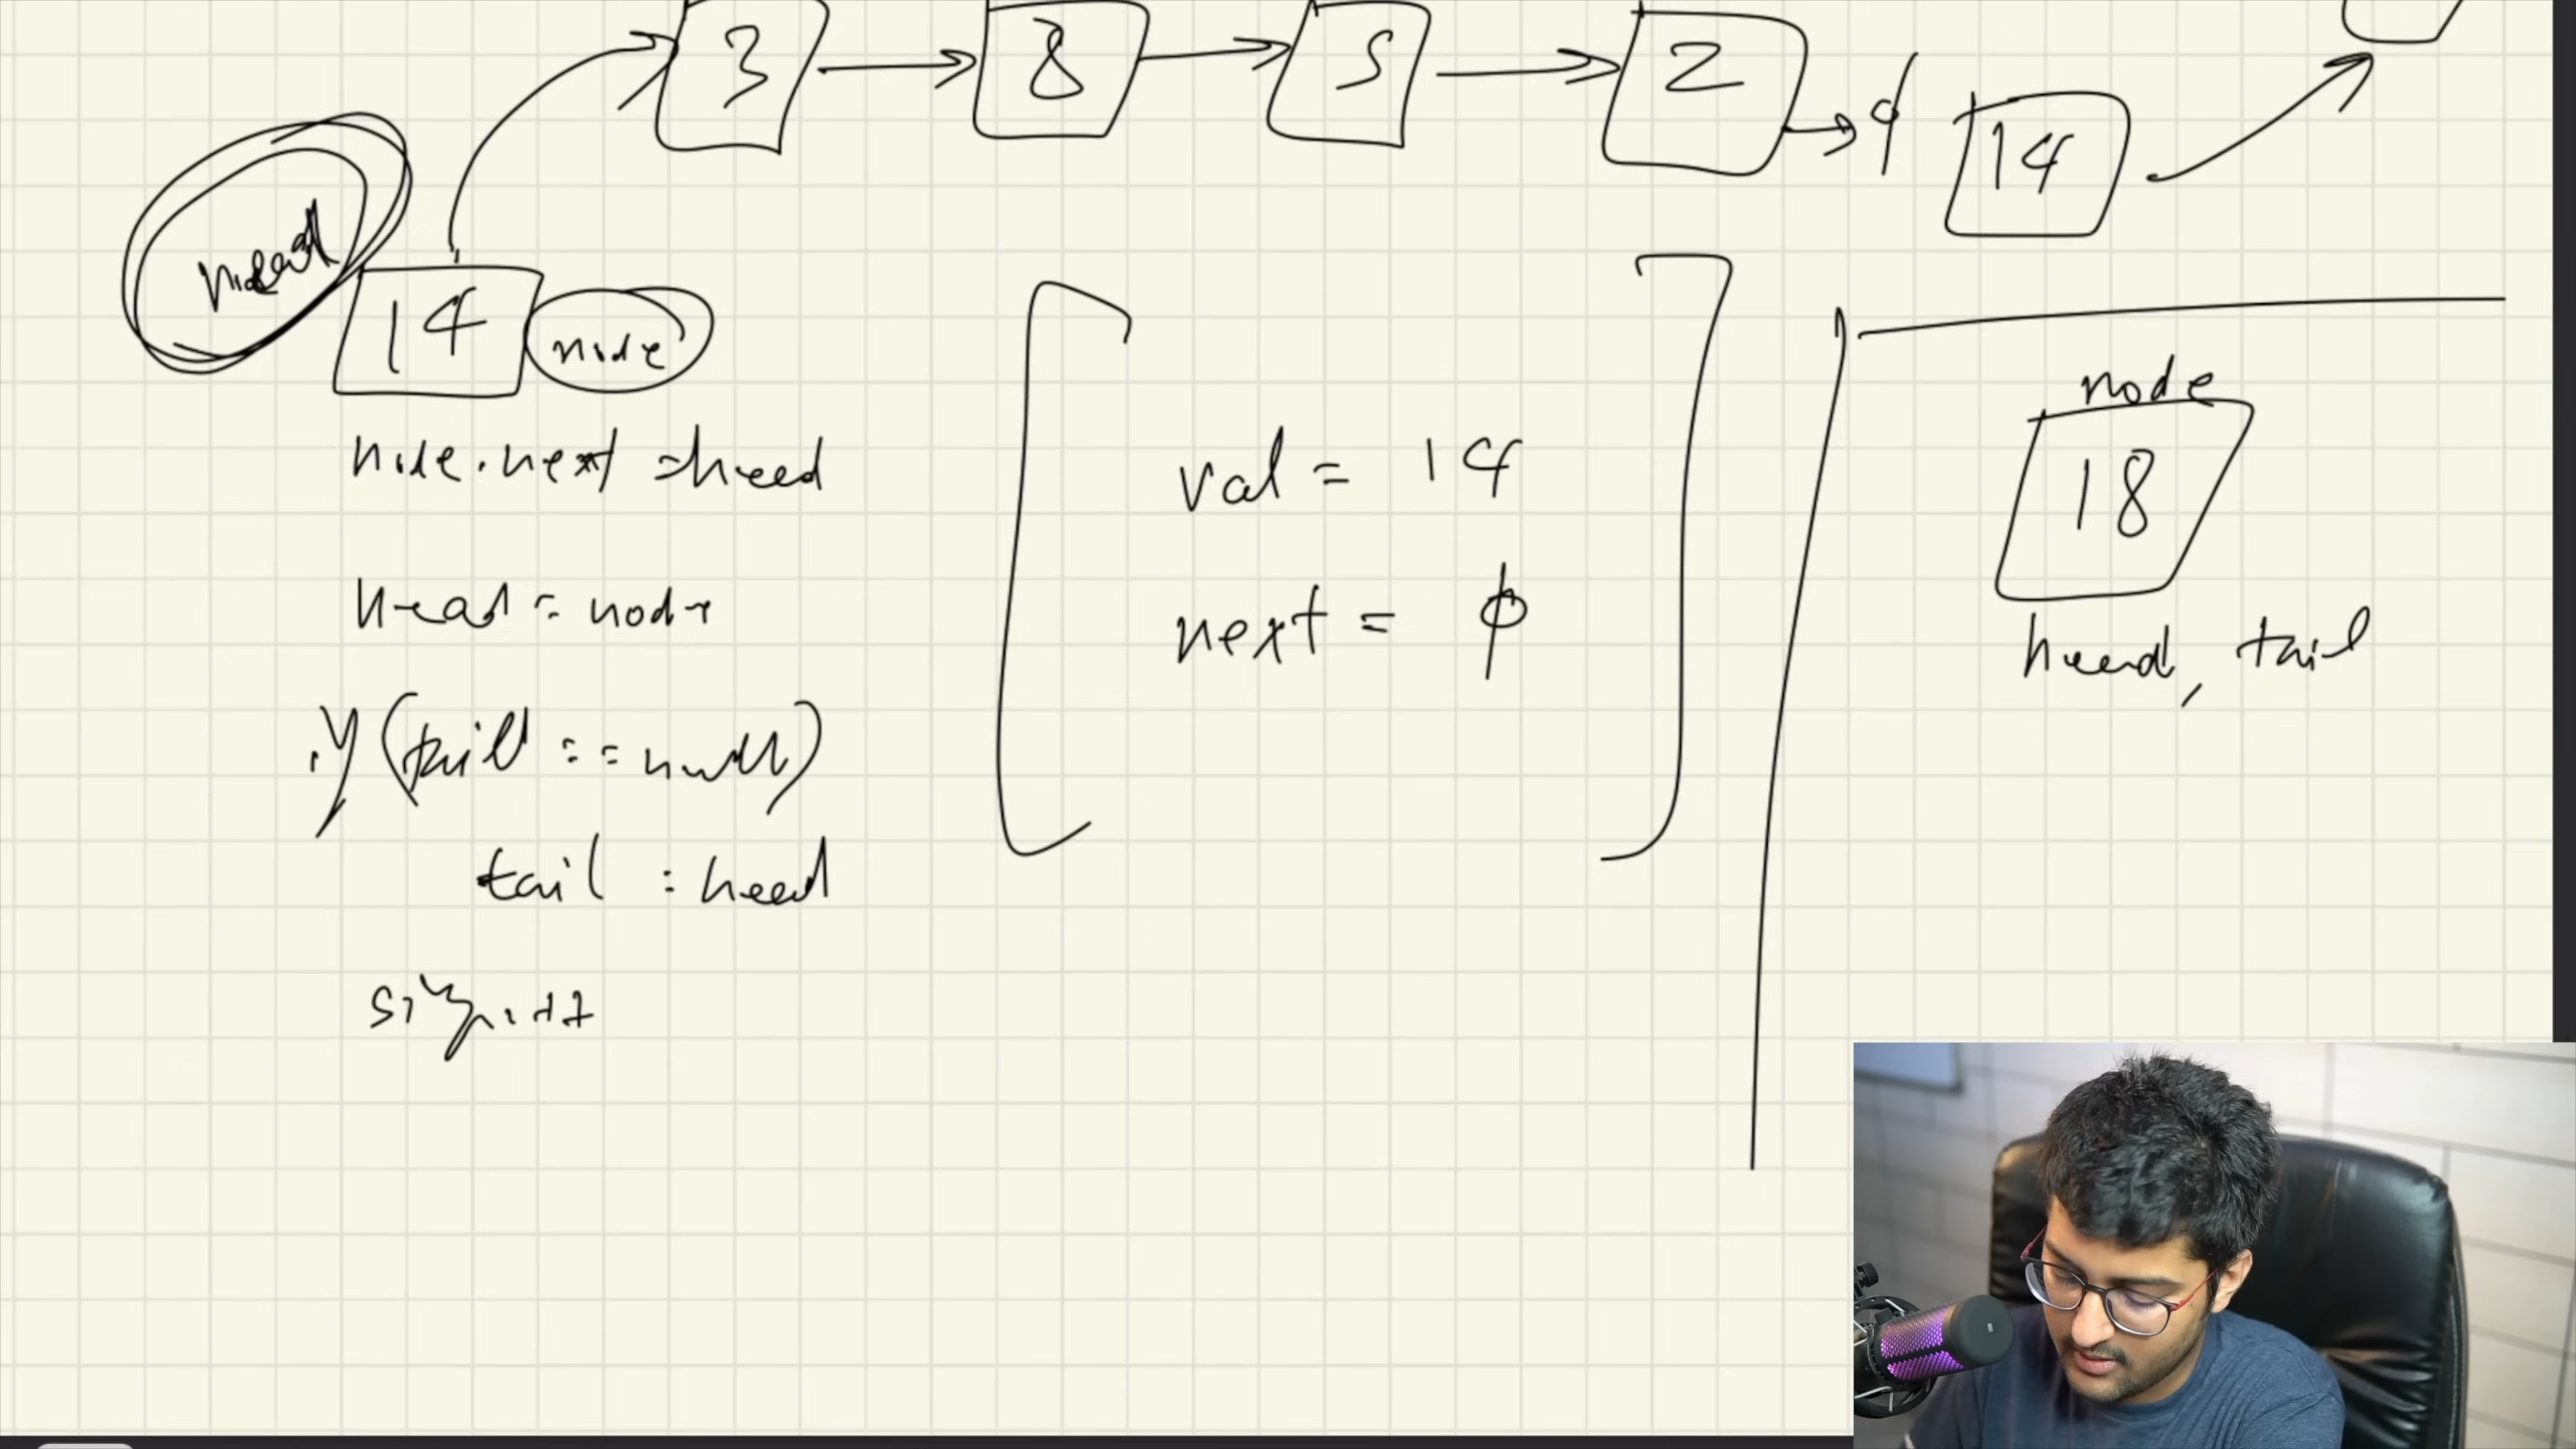 3 8 5 2 φ
14
head
14 node
node.next = head
head = node
if (tail == null)
tail = head
size++
val = 14
next = φ
node
18
head, tail